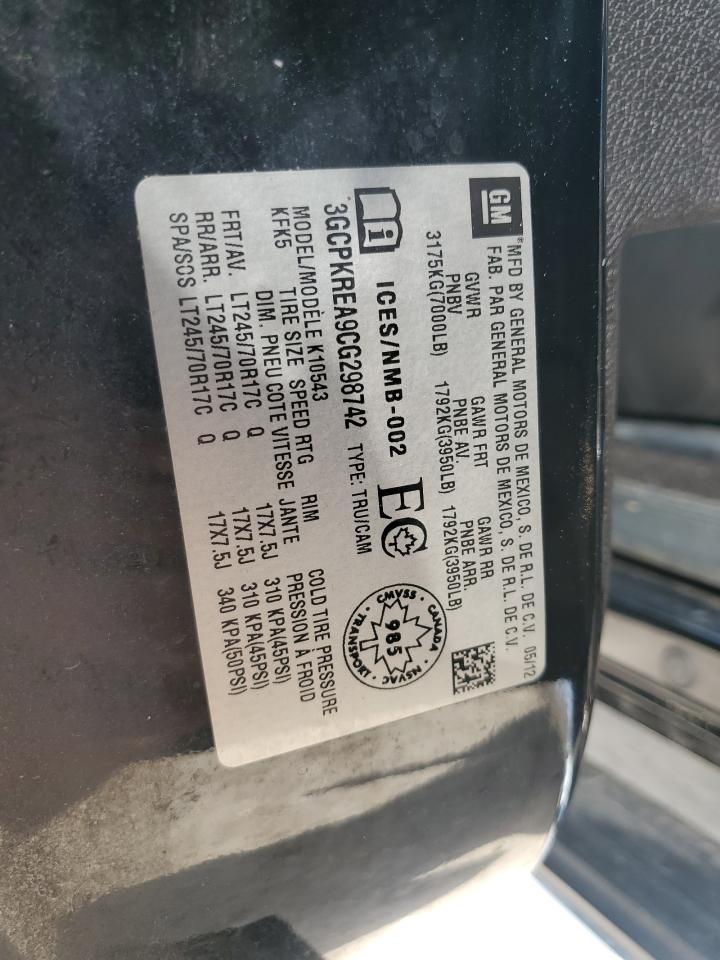 GM
*MFD BY GENERAL MOTORS DE MEXICO, S. DE R.L. DE C.V. 05/12
FAB. PAR GENERAL MOTORS DE MEXICO, S. DE R.L. DE C.V.
GVWR GAWR FRT GAWR RR
PNBV PNBE AV. PNBE ARR.
3175KG(7000LB) 1792KG(3950LB) 1792KG(3950LB)
i ICES/NMB-002 EC
CMVSS · CANADA · NSVAC · TRANSPORT ·
985
3GCPKREA9CG298742 TYPE: TRU/CAM
MODEL/MODÈLE K10543
KFK5 TIRE SIZE SPEED RTG RIM COLD TIRE PRESSURE
DIM. PNEU COTE VITESSE JANTE PRESSION À FROID
FRT/AV. LT245/70R17C Q 17X7.5J 310 KPA(45PSI)
RR/ARR. LT245/70R17C Q 17X7.5J 310 KPA(45PSI)
SPA/SCS LT245/70R17C Q 17X7.5J 340 KPA(50PSI)